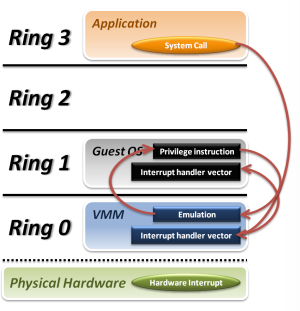 Application
Ring 3
System Call
Ring 2
Guest OS
Privilege instruction
Ring 1
Interrupt handler vector
VMM
Emulation
Ring 0
Interrupt handler vector
Physical Hardware
Hardware Interrupt